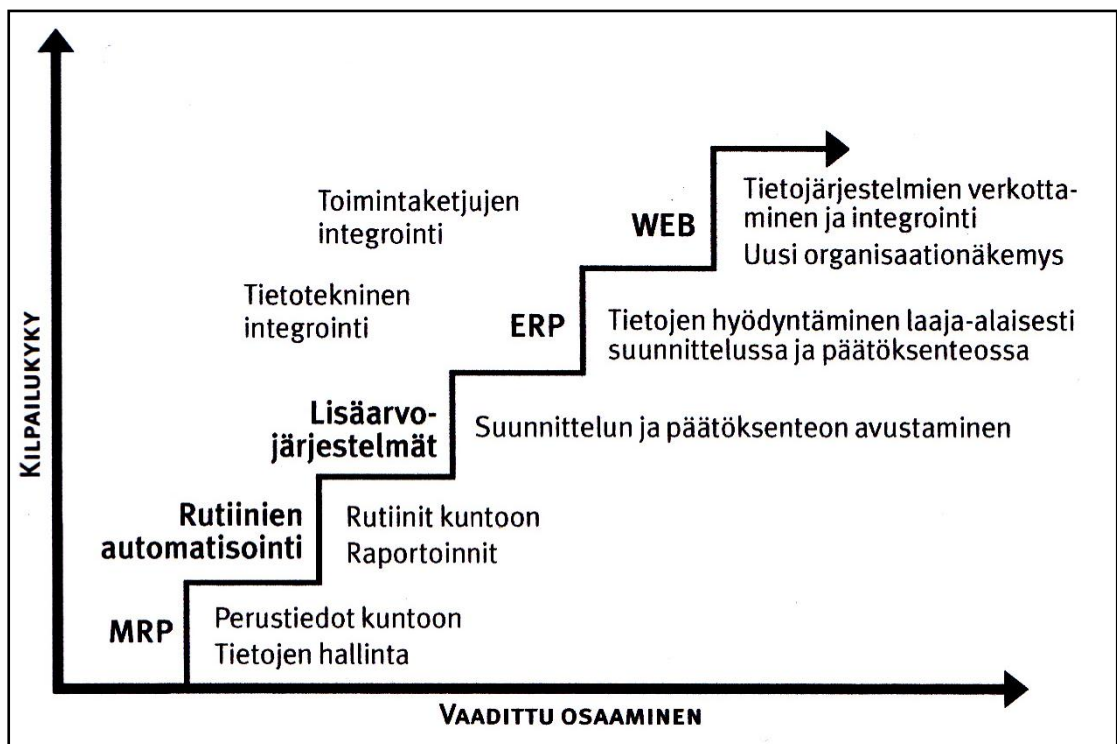 KILPAILUKYKY
Toimintaketjujen
integrointi
WEB
Tietojärjestelmien verkotta-
minen ja integrointi
Uusi organisaationäkemys
Tietotekninen
integrointi
ERP
Tietojen hyödyntäminen laaja-alaisesti
suunnittelussa ja päätöksenteossa
Lisäarvo-
järjestelmät
Suunnittelun ja päätöksenteon avustaminen
Rutiinien
automatisointi
Rutiinit kuntoon
Raportoinnit
MRP
Perustiedot kuntoon
Tietojen hallinta
VAADITTU OSAAMINEN